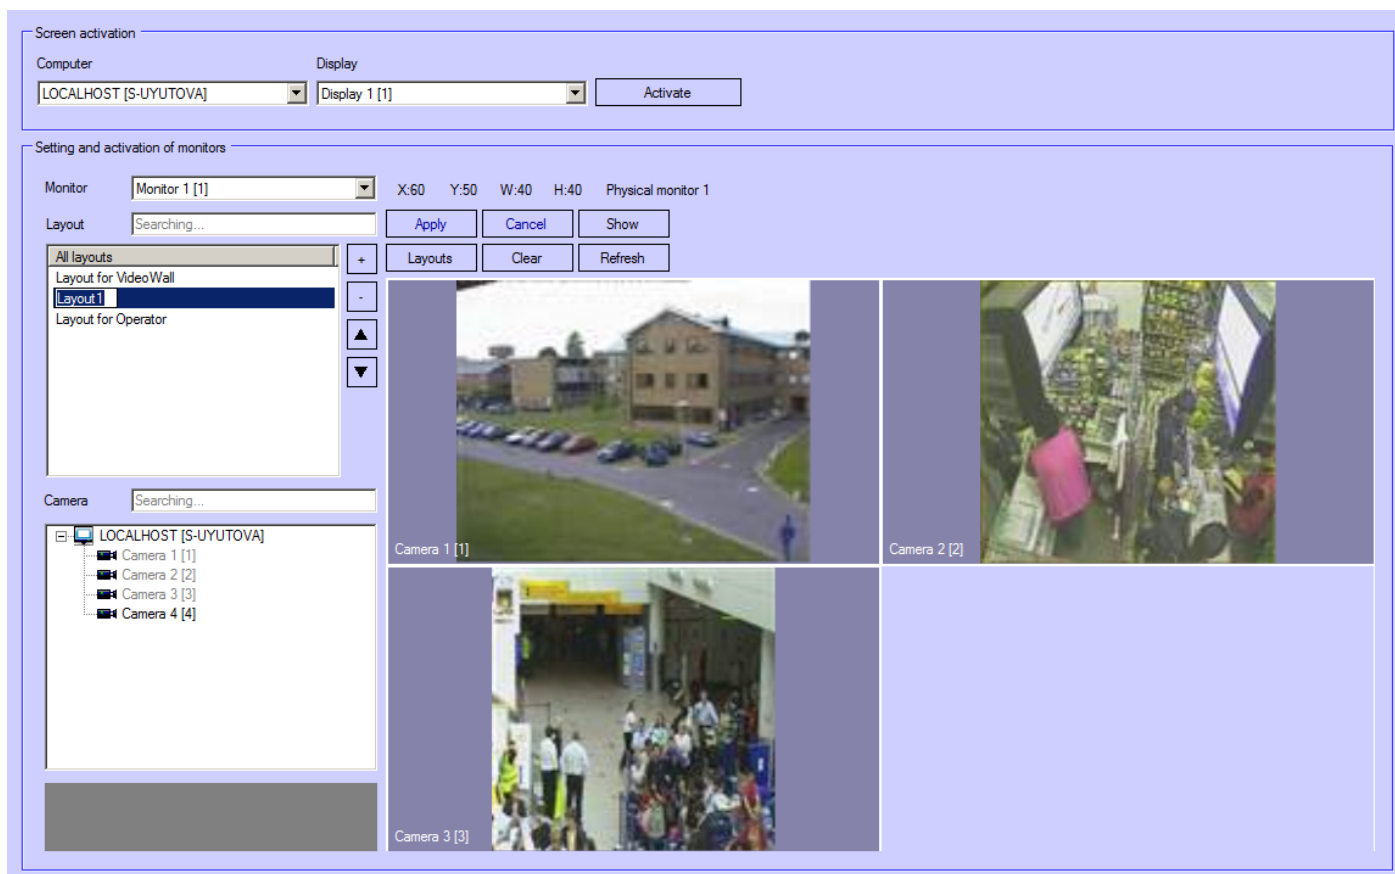 Screen activation
Computer Display
LOCALHOST [S-UYUTOVA] Display 1 [1] Activate
Setting and activation of monitors
Monitor Monitor 1 [1] X:60 Y:50 W:40 H:40 Physical monitor 1
Layout Searching... Apply Cancel Show
All layouts + Layouts Clear Refresh
Layout for VideoWall
Layout1 -
Layout for Operator
Camera Searching...
LOCALHOST [S-UYUTOVA]
Camera 1 [1]
Camera 2 [2]
Camera 3 [3]
Camera 4 [4]
Camera 1 [1] Camera 2 [2]
Camera 3 [3]